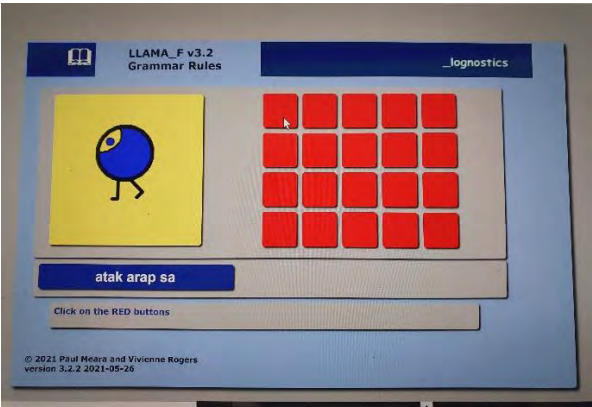 LLAMA_F v3.2
Grammar Rules
_lognostics
atak arap sa
Click on the RED buttons
© 2021 Paul Meara and Vivienne Rogers
version 3.2.2 2021-05-26